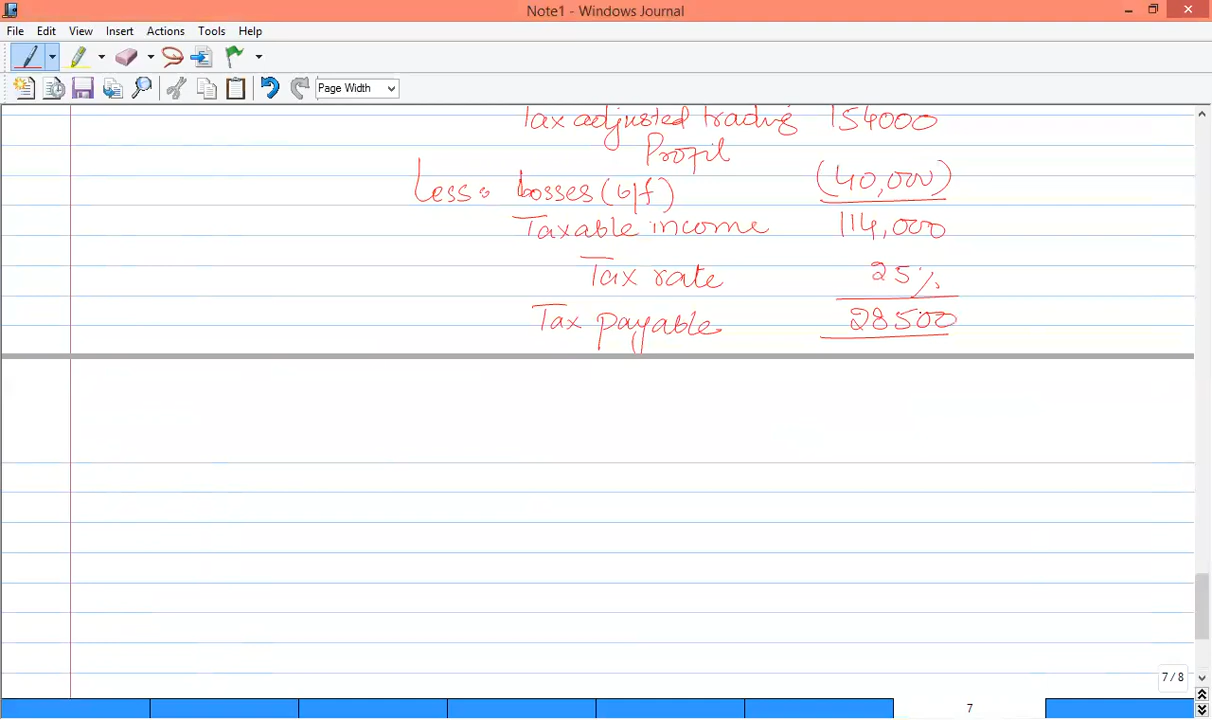 Note1 - Windows Journal
File Edit View Insert Actions Tools Help
Page Width
Tax adjusted trading 154000
Profit
Less: losses (b/f) (40,000)
Taxable income 114,000
Tax rate 25%
Tax payable 28500
7 / 8
7